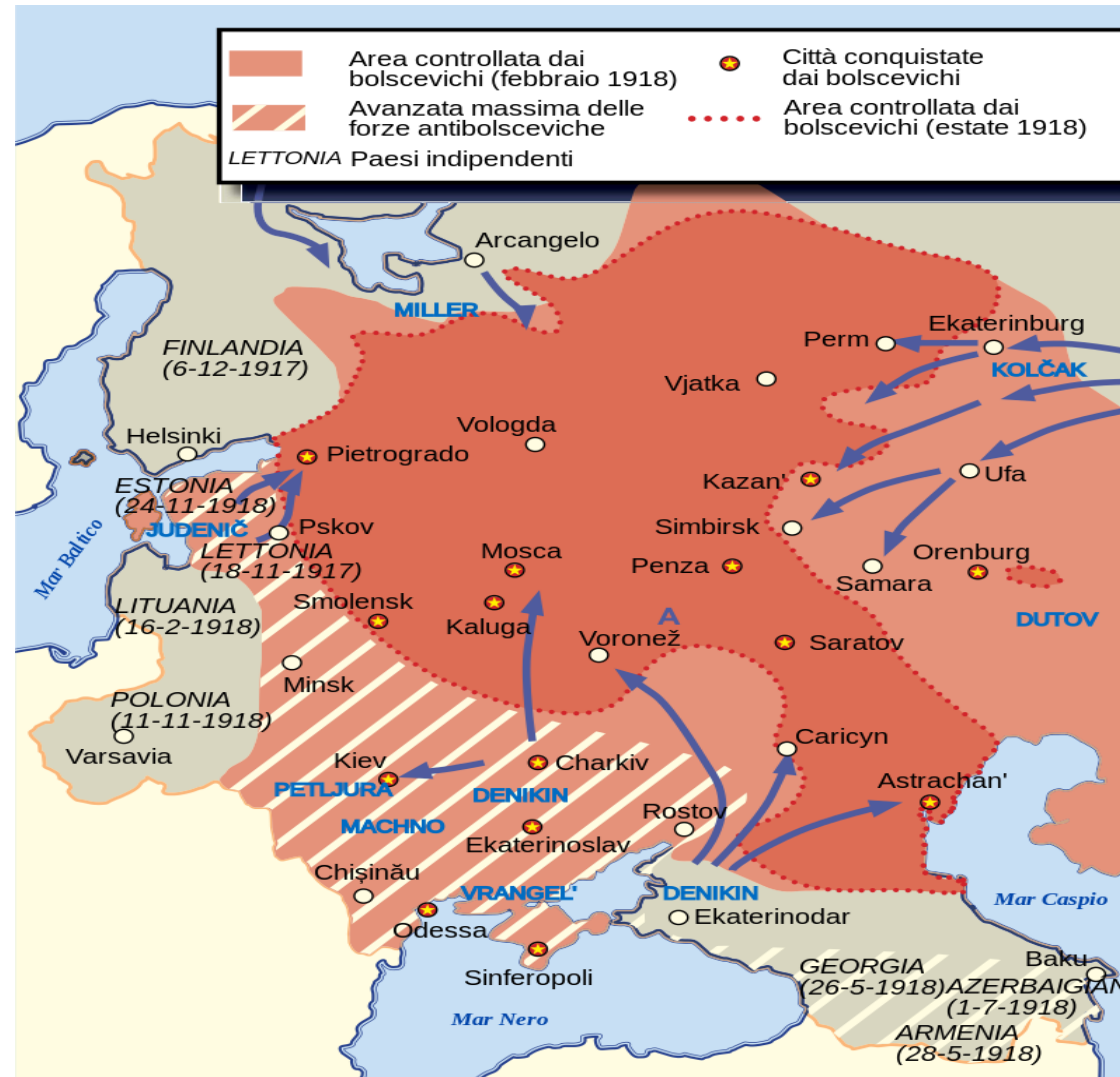 Area controllata dai
bolscevichi (febbraio 1918)
Città conquistate
dai bolscevichi
Avanzata massima delle
forze antibolsceviche
Area controllata dai
bolscevichi (estate 1918)
LETTONIA Paesi indipendenti
Arcangelo
MILLER
FINLANDIA
(6-12-1917)
Perm
Ekaterinburg
KOLČAK
Vjatka
Helsinki
Vologda
Pietrogrado
Kazan'
Ufa
ESTONIA
(24-11-1918)
JUDENIČ
Pskov
Simbirsk
LETTONIA
(18-11-1917)
Mosca
Penza
Orenburg
Samara
Mar Baltico
LITUANIA
(16-2-1918)
Smolensk
Kaluga
A
Voronež
Saratov
DUTOV
Minsk
POLONIA
(11-11-1918)
Varsavia
Caricyn
Kiev
Charkiv
Astrachan'
PETLJURA
DENIKIN
MACHNO
Rostov
Ekaterinoslav
Chișinău
VRANGEL'
DENIKIN
Mar Caspio
Odessa
Ekaterinodar
Sinferopoli
Baku
GEORGIA
(26-5-1918)
AZERBAIGIAN
(1-7-1918)
Mar Nero
ARMENIA
(28-5-1918)